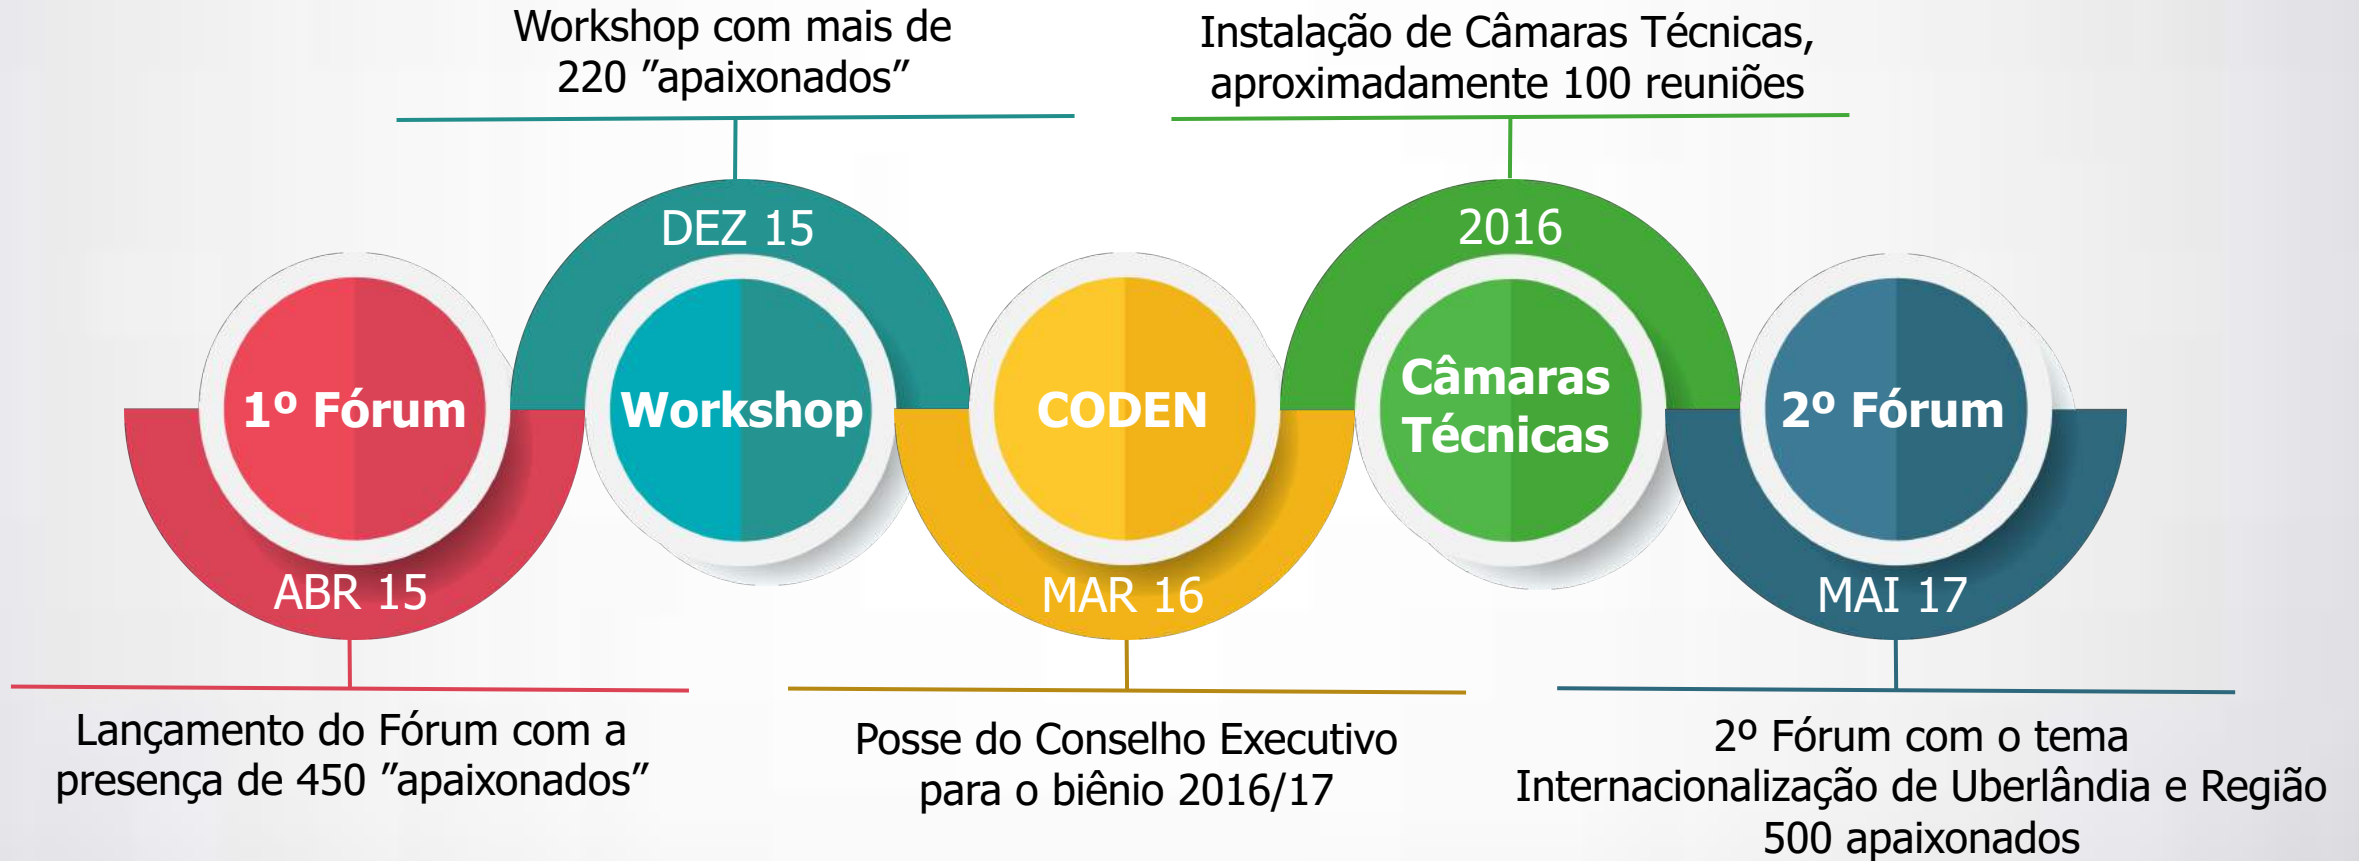 Workshop com mais de
220 ”apaixonados”
Instalação de Câmaras Técnicas,
aproximadamente 100 reuniões
DEZ 15
2016
1º Fórum
Workshop
CODEN
Câmaras
Técnicas
2º Fórum
ABR 15
MAR 16
MAI 17
Lançamento do Fórum com a
presença de 450 ”apaixonados”
Posse do Conselho Executivo
para o biênio 2016/17
2º Fórum com o tema
Internacionalização de Uberlândia e Região
500 apaixonados